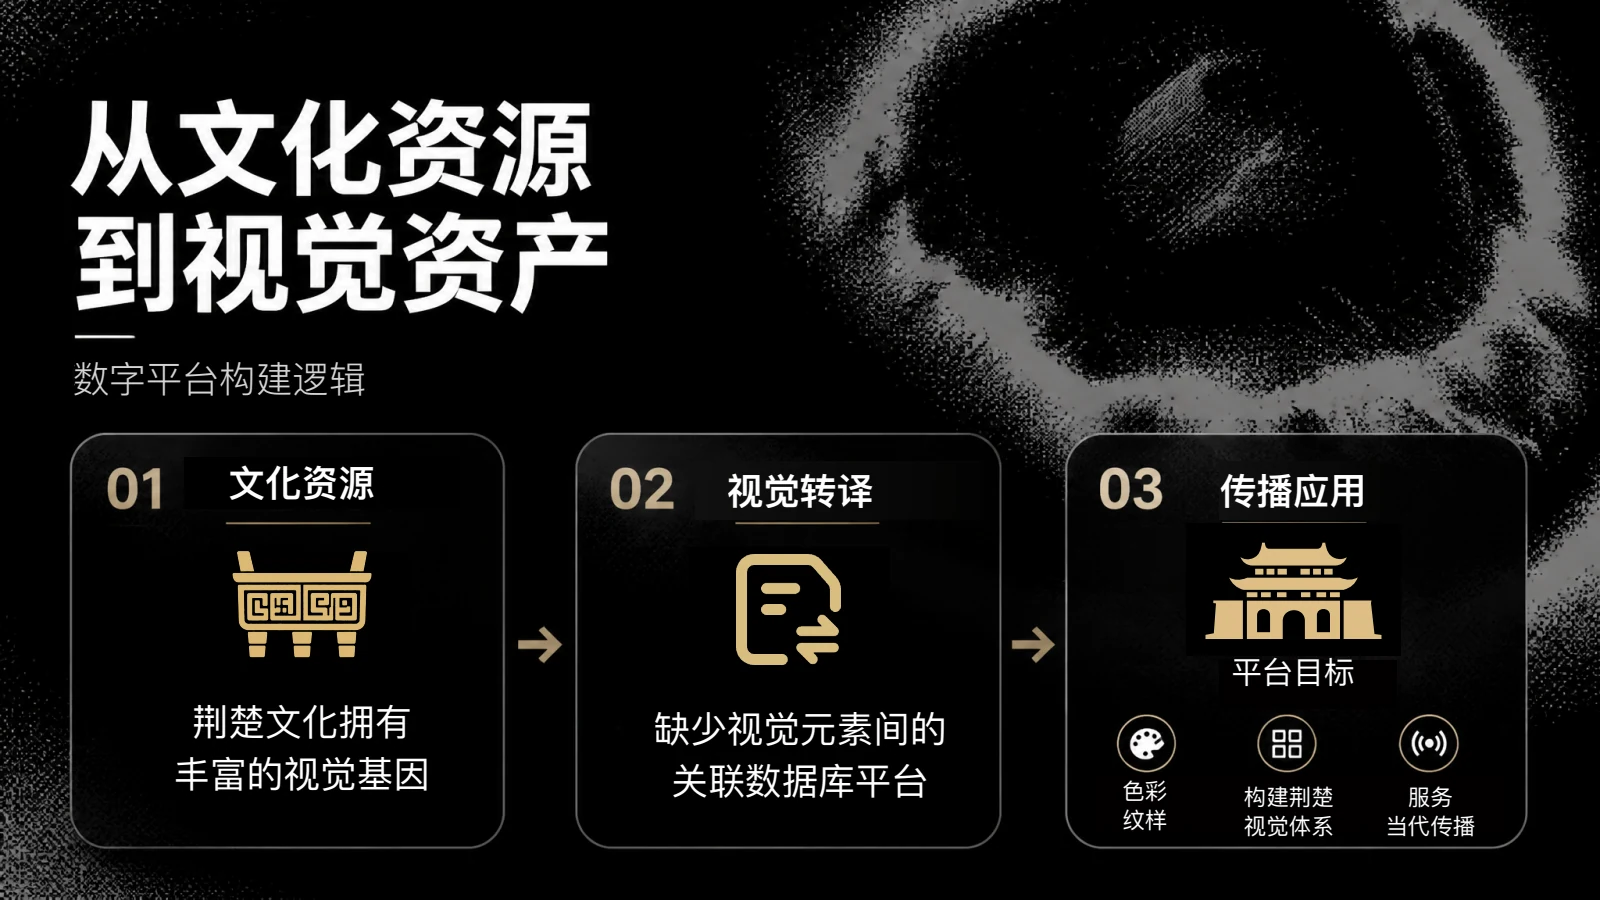 从文化资源
到视觉资产
数字平台构建逻辑
01
文化资源
荆楚文化拥有
丰富的视觉基因
02
视觉转译
缺少视觉元素间的
关联数据库平台
03
传播应用
平台目标
色彩
纹样
构建荆楚
视觉体系
服务
当代传播